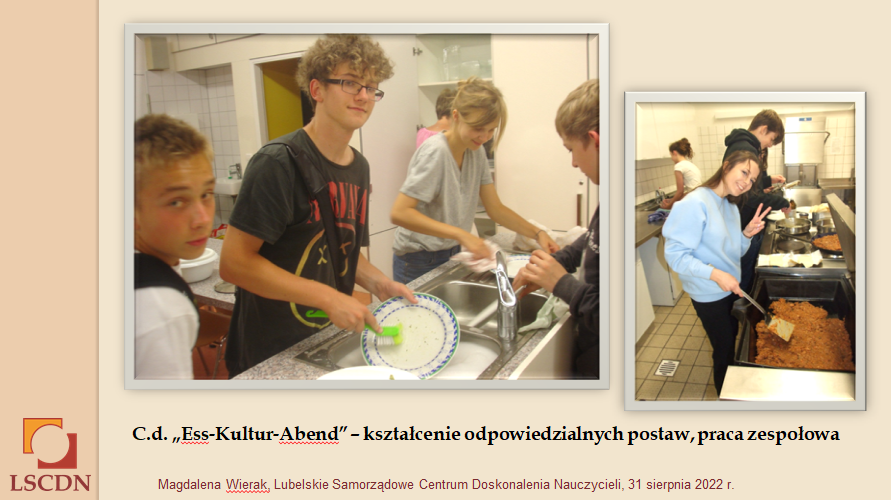 C.d. „Ess-Kultur-Abend” – kształcenie odpowiedzialnych postaw, praca zespołowa
LSCDN
Magdalena Wierak, Lubelskie Samorządowe Centrum Doskonalenia Nauczycieli, 31 sierpnia 2022 r.